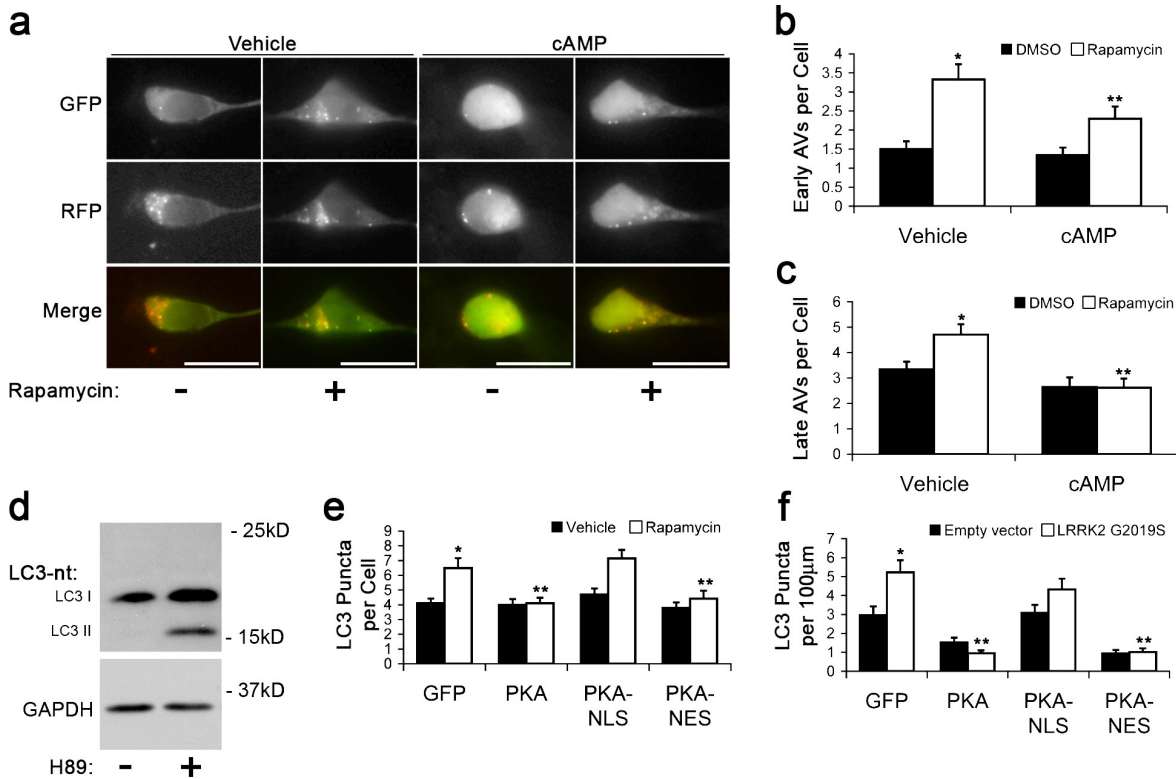 a
Vehicle cAMP
GFP
RFP
Merge
Rapamycin: - + - +
b
DMSO Rapamycin
Early AVs per Cell
4
3.5
3
2.5
2
1.5
1
0.5
0
* **
Vehicle cAMP
c
DMSO Rapamycin
Late AVs per Cell
6
5
4
3
2
1
0
* **
Vehicle cAMP
d
- 25kD
LC3-nt:
LC3 I
LC3 II
- 15kD
- 37kD
GAPDH
H89: - +
e
Vehicle Rapamycin
LC3 Puncta
per Cell
9
8
7
6
5
4
3
2
1
0
* ** **
GFP PKA PKA- PKA-
NLS NES
f
Empty vector LRRK2 G2019S
LC3 Puncta
per 100µm
7
6
5
4
3
2
1
0
* ** **
GFP PKA PKA- PKA-
NLS NES